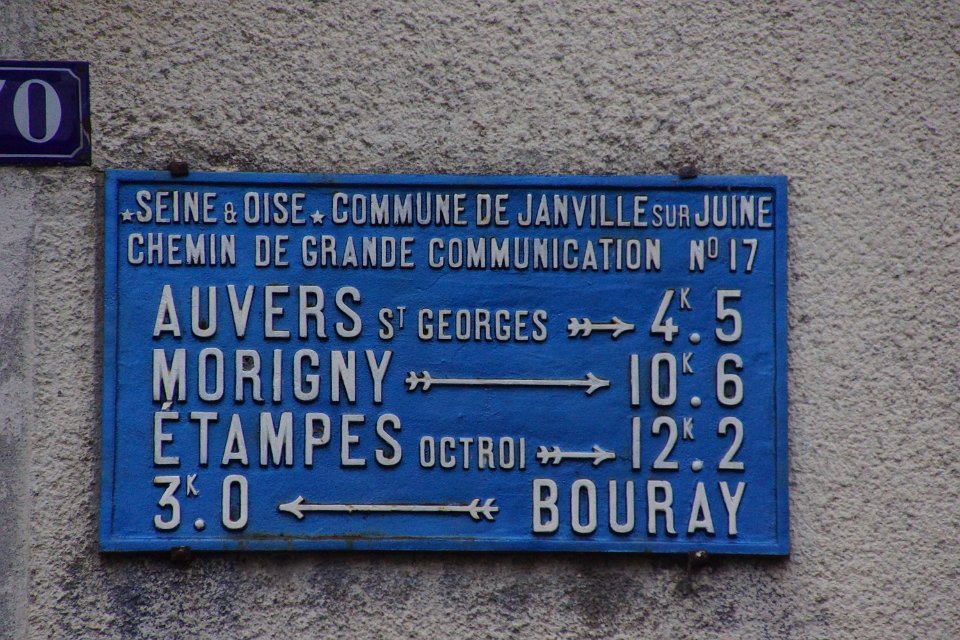 70
★SEINE & OISE★ COMMUNE DE JANVILLE SUR JUINE
CHEMIN DE GRANDE COMMUNICATION Nº 17
AUVERS ST GEORGES 4K.5
MORIGNY 10K.6
ÉTAMPES OCTROI 12K.2
3K.0 BOURAY